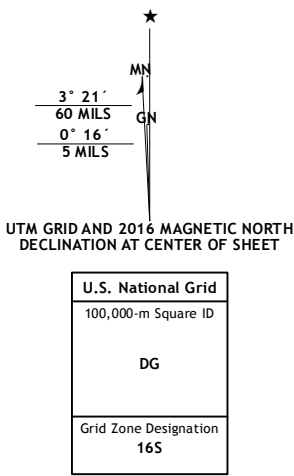 MN
3° 21´
60 MILS
GN
0° 16´
5 MILS
UTM GRID AND 2016 MAGNETIC NORTH
DECLINATION AT CENTER OF SHEET
U.S. National Grid
100,000-m Square ID
DG
Grid Zone Designation
16S